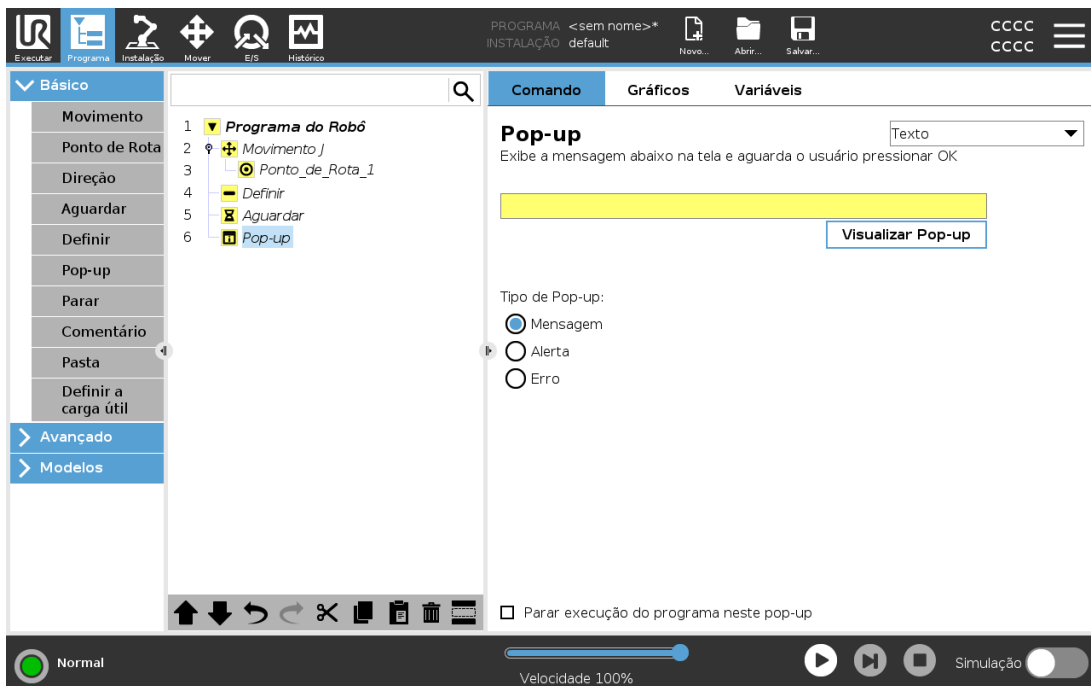 PROGRAMA <sem nome>*
INSTALAÇÃO default
Executar
Programa
Instalação
Mover
E/S
Histórico
Novo...
Abrir...
Salvar...
CCCC
CCCC
Básico
Movimento
Ponto de Rota
Direção
Aguardar
Definir
Pop-up
Parar
Comentário
Pasta
Definir a
carga útil
Avançado
Modelos
1 Programa do Robô
2 Movimento J
3 Ponto_de_Rota_1
4 Definir
5 Aguardar
6 Pop-up
Comando Gráficos Variáveis
Pop-up
Texto
Exibe a mensagem abaixo na tela e aguarda o usuário pressionar OK
Visualizar Pop-up
Tipo de Pop-up:
Mensagem
Alerta
Erro
Parar execução do programa neste pop-up
Normal
Velocidade 100%
Simulação